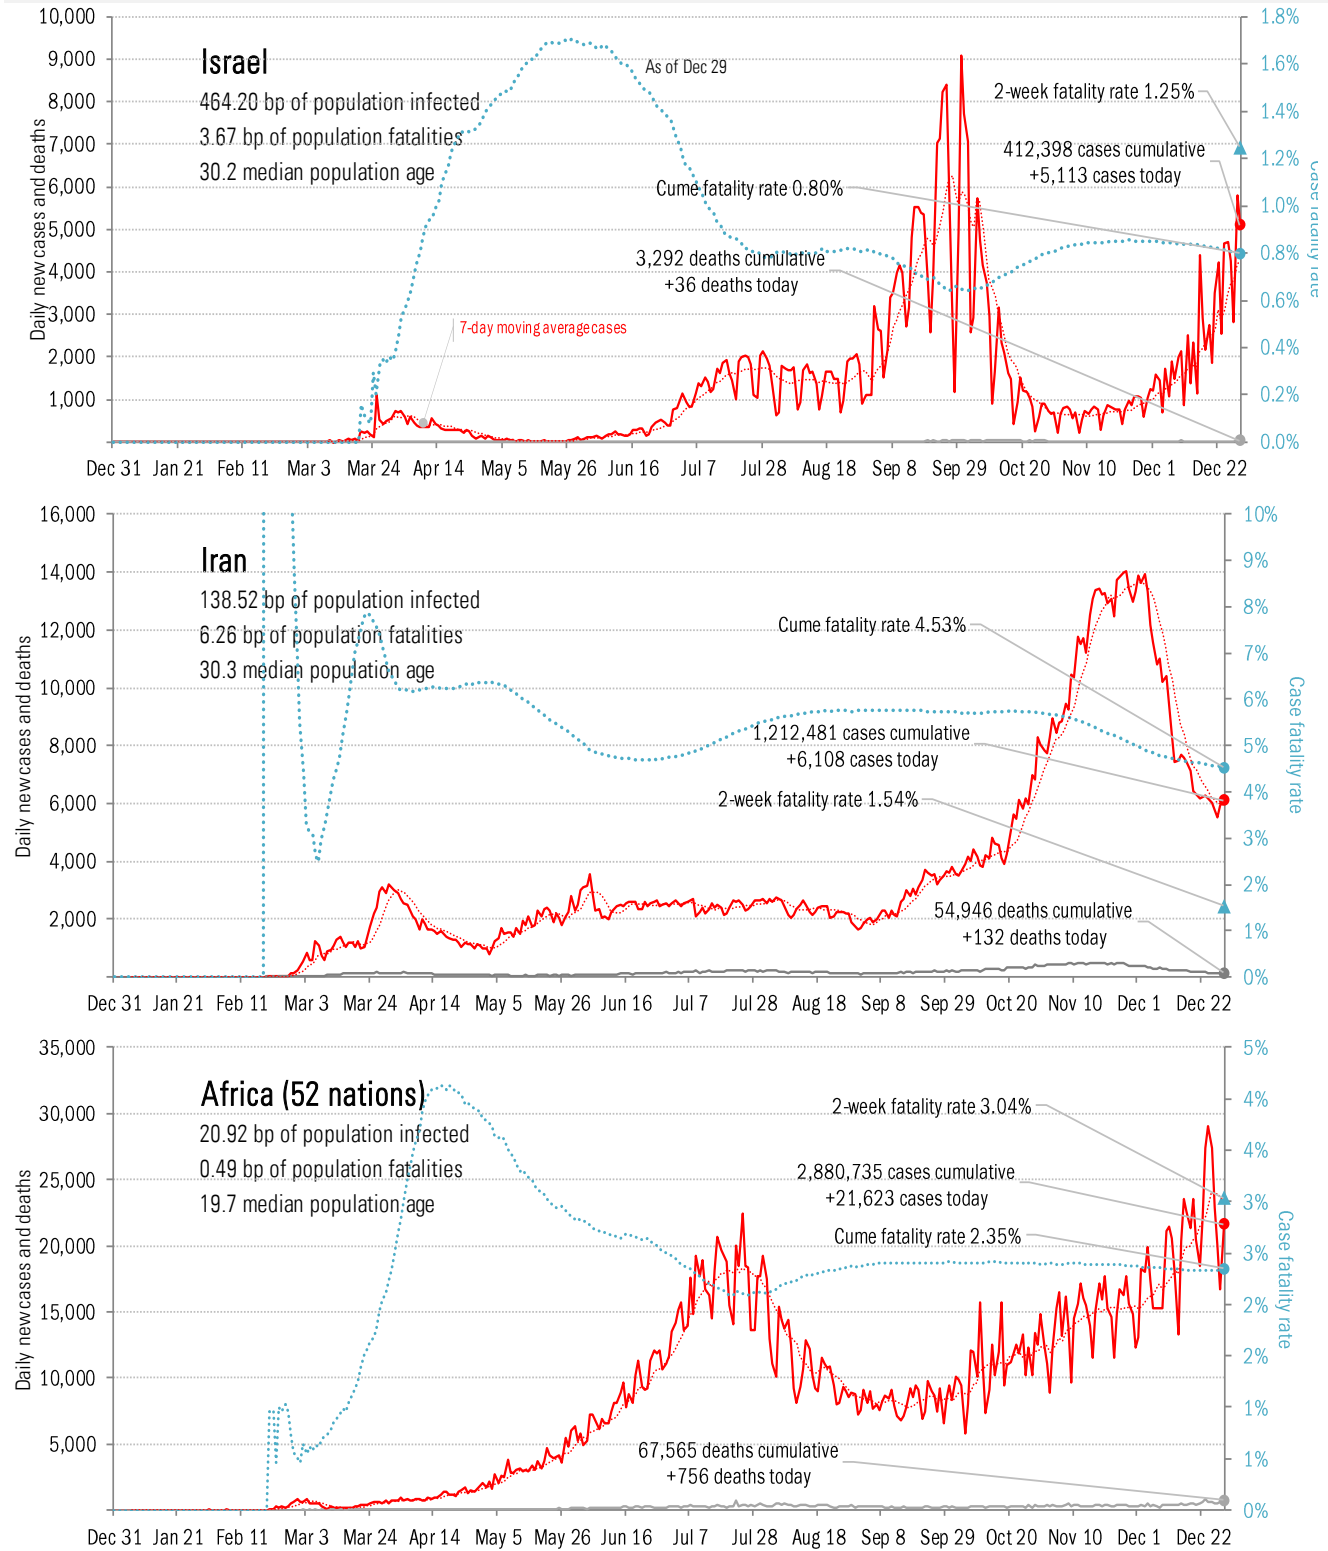 10,000
9,000
8,000
7,000
6,000
5,000
4,000
3,000
2,000
1,000
Daily new cases and deaths
Israel
464.20 bp of population infected
3.67 bp of population fatalities
30.2 median population age
As of Dec 29
2-week fatality rate 1.25%
412,398 cases cumulative
+5,113 cases today
Cume fatality rate 0.80%
3,292 deaths cumulative
+36 deaths today
7-day moving average cases
1.8%
1.6%
1.4%
1.2%
1.0%
0.8%
0.6%
0.4%
0.2%
0.0%
Case fatality rate
Dec 31 Jan 21 Feb 11 Mar 3 Mar 24 Apr 14 May 5 May 26 Jun 16 Jul 7 Jul 28 Aug 18 Sep 8 Sep 29 Oct 20 Nov 10 Dec 1 Dec 22
16,000
14,000
12,000
10,000
8,000
6,000
4,000
2,000
Daily new cases and deaths
Iran
138.52 bp of population infected
6.26 bp of population fatalities
30.3 median population age
Cume fatality rate 4.53%
1,212,481 cases cumulative
+6,108 cases today
2-week fatality rate 1.54%
54,946 deaths cumulative
+132 deaths today
10%
9%
8%
7%
6%
5%
4%
3%
2%
1%
0%
Case fatality rate
Dec 31 Jan 21 Feb 11 Mar 3 Mar 24 Apr 14 May 5 May 26 Jun 16 Jul 7 Jul 28 Aug 18 Sep 8 Sep 29 Oct 20 Nov 10 Dec 1 Dec 22
35,000
30,000
25,000
20,000
15,000
10,000
5,000
Daily new cases and deaths
Africa (52 nations)
20.92 bp of population infected
0.49 bp of population fatalities
19.7 median population age
2-week fatality rate 3.04%
2,880,735 cases cumulative
+21,623 cases today
Cume fatality rate 2.35%
67,565 deaths cumulative
+756 deaths today
5%
4%
4%
3%
3%
2%
2%
1%
1%
0%
Case fatality rate
Dec 31 Jan 21 Feb 11 Mar 3 Mar 24 Apr 14 May 5 May 26 Jun 16 Jul 7 Jul 28 Aug 18 Sep 8 Sep 29 Oct 20 Nov 10 Dec 1 Dec 22